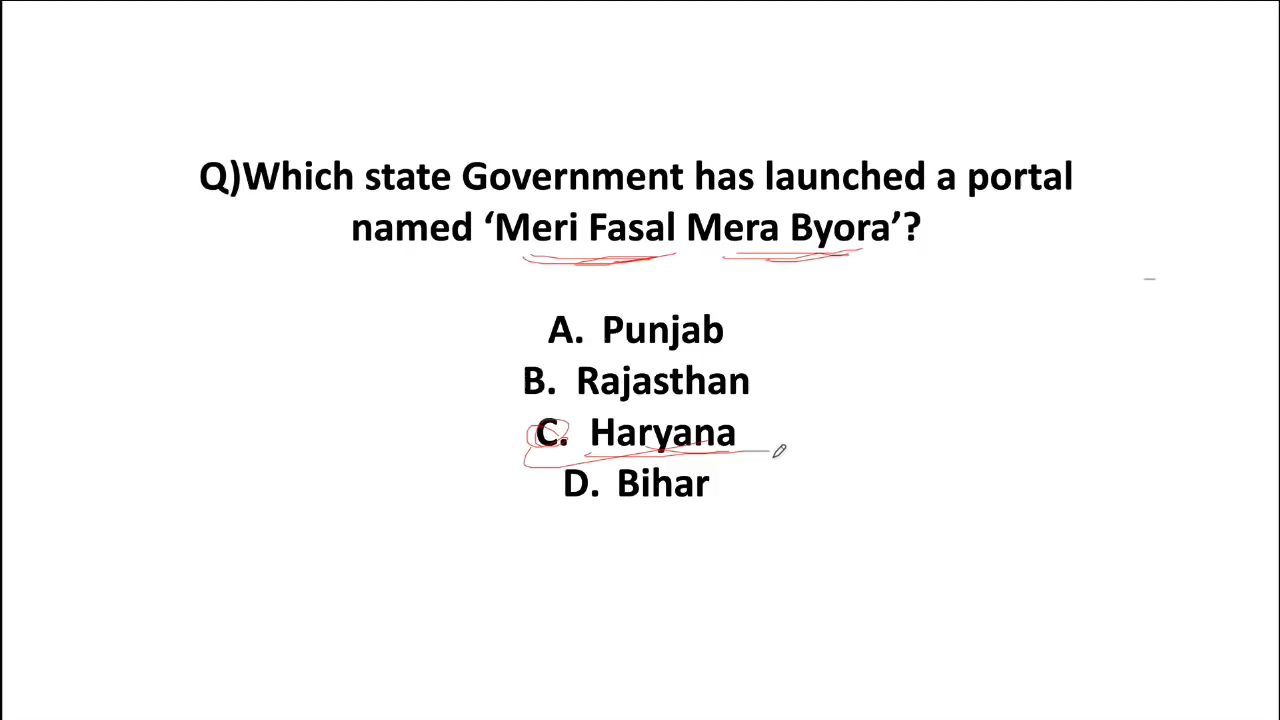 Q)Which state Government has launched a portal
named ‘Meri Fasal Mera Byora’?
A. Punjab
B. Rajasthan
C. Haryana
D. Bihar